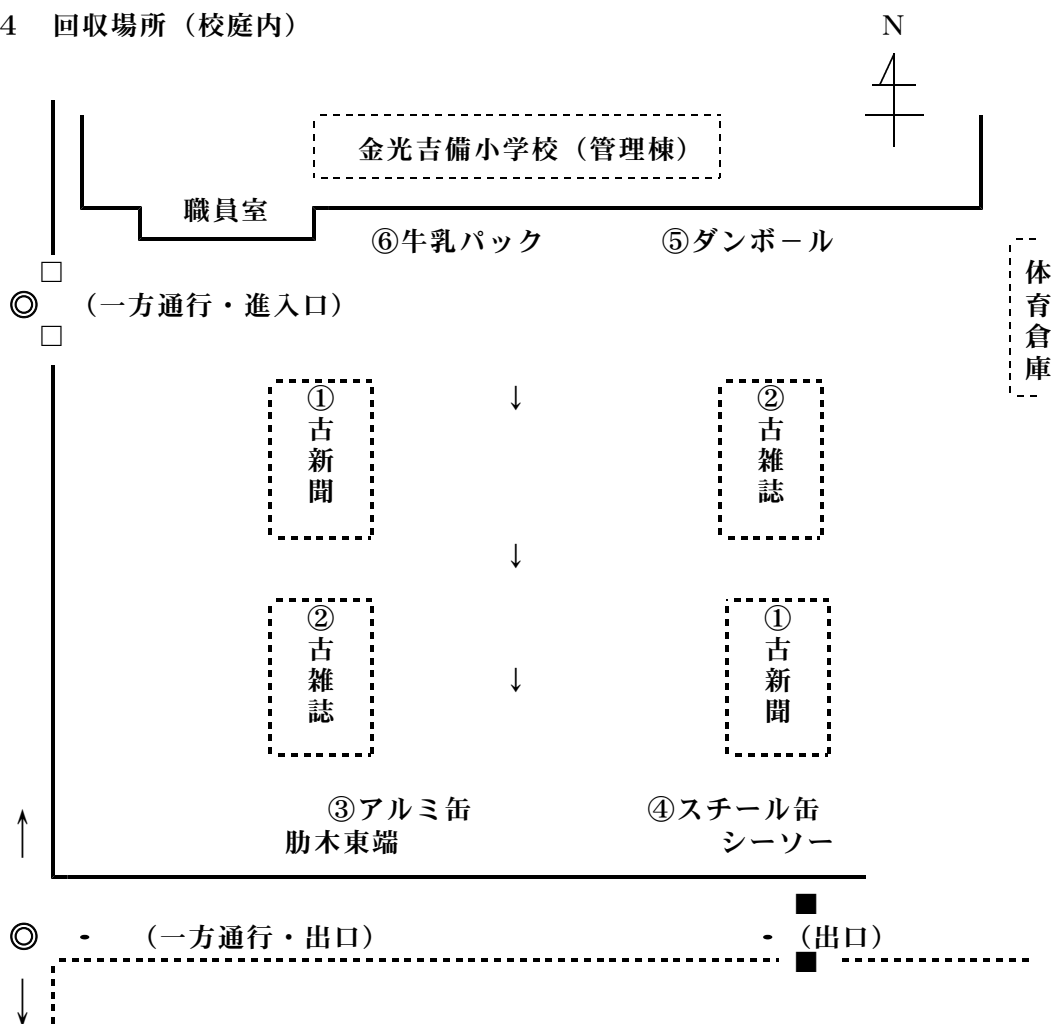 4 回収場所（校庭内）
N
金光吉備小学校（管理棟）
職員室
⑥牛乳パック
⑤ダンボール
体育倉庫
□
◎ （一方通行・進入口）
□
①古新聞
↓
②古雑誌
↓
②古雑誌
↓
①古新聞
③アルミ缶
肋木東端
④スチール缶
シーソー
↑
■
◎ - （一方通行・出口）
- （出口）
■
↓